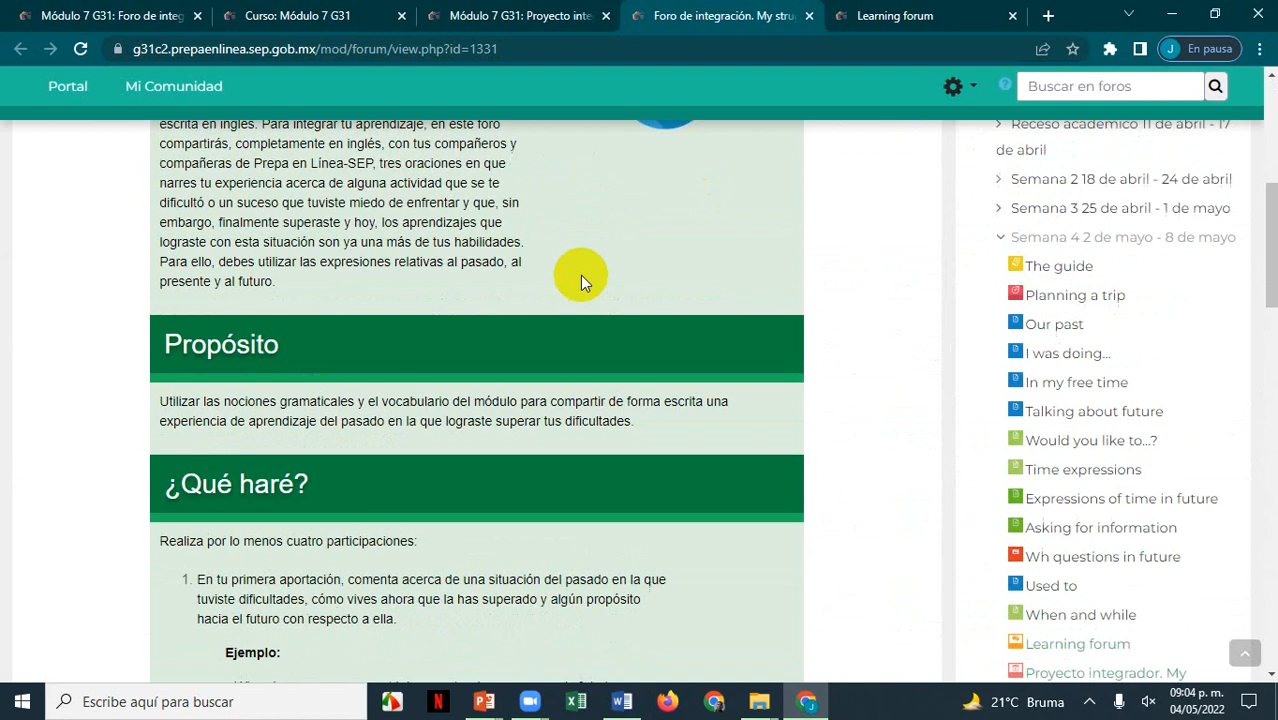 Módulo 7 G31: Foro de integ
Curso: Módulo 7 G31
Módulo 7 G31: Proyecto inte
Foro de integración. My stru
Learning forum
g31c2.prepaenlinea.sep.gob.mx/mod/forum/view.php?id=1331
J
En pausa
Portal
Mi Comunidad
Buscar en foros
escrita en inglés. Para integrar tu aprendizaje, en este foro
compartirás, completamente en inglés, con tus compañeros y
compañeras de Prepa en Línea-SEP, tres oraciones en que
narres tu experiencia acerca de alguna actividad que se te
dificultó o un suceso que tuviste miedo de enfrentar y que, sin
embargo, finalmente superaste y hoy, los aprendizajes que
lograste con esta situación son ya una más de tus habilidades.
Para ello, debes utilizar las expresiones relativas al pasado, al
presente y al futuro.
Propósito
Utilizar las nociones gramaticales y el vocabulario del módulo para compartir de forma escrita una
experiencia de aprendizaje del pasado en la que lograste superar tus dificultades.
¿Qué haré?
Realiza por lo menos cuatro participaciones:
1. En tu primera aportación, comenta acerca de una situación del pasado en la que
tuviste dificultades, cómo vives ahora que la has superado y algún propósito
hacia el futuro con respecto a ella.
Ejemplo:
Receso académico 11 de abril - 17
de abril
Semana 2 18 de abril - 24 de abril
Semana 3 25 de abril - 1 de mayo
Semana 4 2 de mayo - 8 de mayo
The guide
Planning a trip
Our past
I was doing...
In my free time
Talking about future
Would you like to...?
Time expressions
Expressions of time in future
Asking for information
Wh questions in future
Used to
When and while
Learning forum
Proyecto integrador. My
Escribe aquí para buscar
21°C Bruma
09:04 p. m.
04/05/2022